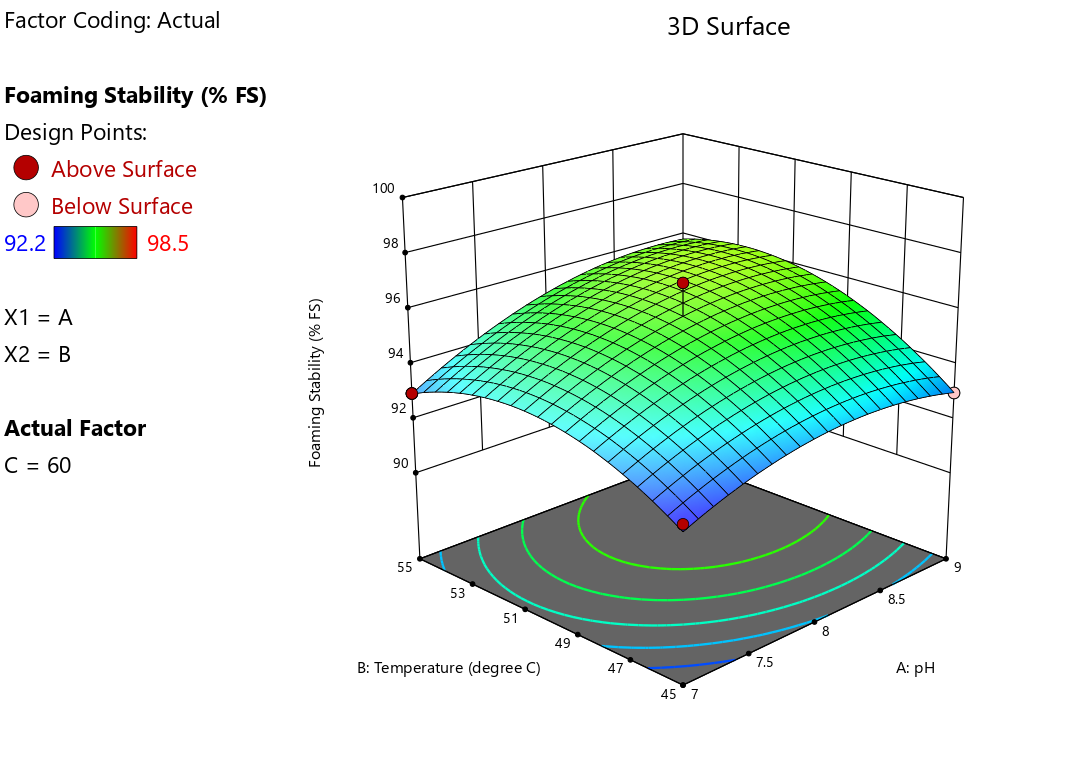 Factor Coding: Actual
3D Surface
Foaming Stability (% FS)
Design Points:
Above Surface
Below Surface
92.2 98.5
X1 = A
X2 = B
Actual Factor
C = 60
Foaming Stability (% FS)
100
98
96
94
92
90
55
53
51
49
47
45
7
7.5
8
8.5
9
B: Temperature (degree C)
A: pH